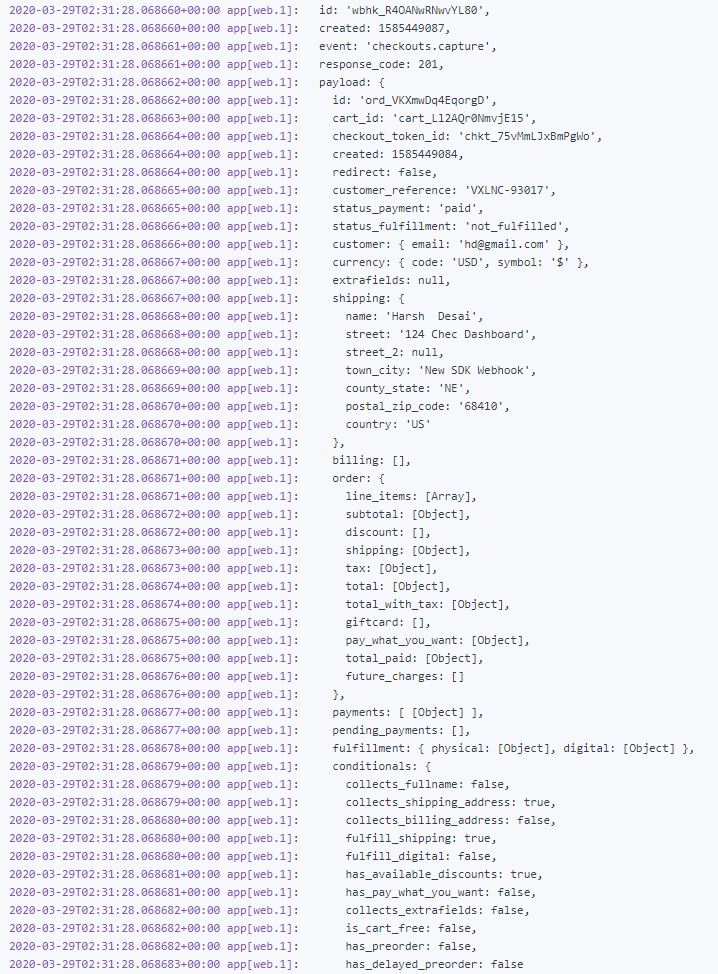 2020-03-29T02:31:28.068660+00:00 app[web.1]: id: 'wbhk_R4OANwRNwvYL80',
2020-03-29T02:31:28.068661+00:00 app[web.1]: created: 1585449087,
2020-03-29T02:31:28.068661+00:00 app[web.1]: event: 'checkouts.capture',
2020-03-29T02:31:28.068662+00:00 app[web.1]: response_code: 201,
2020-03-29T02:31:28.068662+00:00 app[web.1]: payload: {
2020-03-29T02:31:28.068662+00:00 app[web.1]: id: 'ord_VKXmwDq4EqorgD',
2020-03-29T02:31:28.068663+00:00 app[web.1]: cart_id: 'cart_Ll2AQr0NmvjE15',
2020-03-29T02:31:28.068664+00:00 app[web.1]: checkout_token_id: 'chkt_75vMmLJxBmPgWo',
2020-03-29T02:31:28.068664+00:00 app[web.1]: created: 1585449084,
2020-03-29T02:31:28.068664+00:00 app[web.1]: redirect: false,
2020-03-29T02:31:28.068665+00:00 app[web.1]: customer_reference: 'VXLNC-93017',
2020-03-29T02:31:28.068665+00:00 app[web.1]: status_payment: 'paid',
2020-03-29T02:31:28.068666+00:00 app[web.1]: status_fulfillment: 'not_fulfilled',
2020-03-29T02:31:28.068666+00:00 app[web.1]: customer: { email: 'hd@gmail.com' },
2020-03-29T02:31:28.068667+00:00 app[web.1]: currency: { code: 'USD', symbol: '$' },
2020-03-29T02:31:28.068667+00:00 app[web.1]: extrafields: null,
2020-03-29T02:31:28.068667+00:00 app[web.1]: shipping: {
2020-03-29T02:31:28.068668+00:00 app[web.1]: name: 'Harsh  Desai',
2020-03-29T02:31:28.068668+00:00 app[web.1]: street: '124 Chec Dashboard',
2020-03-29T02:31:28.068668+00:00 app[web.1]: street_2: null,
2020-03-29T02:31:28.068669+00:00 app[web.1]: town_city: 'New SDK Webhook',
2020-03-29T02:31:28.068669+00:00 app[web.1]: county_state: 'NE',
2020-03-29T02:31:28.068670+00:00 app[web.1]: postal_zip_code: '68410',
2020-03-29T02:31:28.068670+00:00 app[web.1]: country: 'US'
2020-03-29T02:31:28.068670+00:00 app[web.1]: },
2020-03-29T02:31:28.068671+00:00 app[web.1]: billing: [],
2020-03-29T02:31:28.068671+00:00 app[web.1]: order: {
2020-03-29T02:31:28.068671+00:00 app[web.1]: line_items: [Array],
2020-03-29T02:31:28.068672+00:00 app[web.1]: subtotal: [Object],
2020-03-29T02:31:28.068672+00:00 app[web.1]: discount: [],
2020-03-29T02:31:28.068673+00:00 app[web.1]: shipping: [Object],
2020-03-29T02:31:28.068673+00:00 app[web.1]: tax: [Object],
2020-03-29T02:31:28.068674+00:00 app[web.1]: total: [Object],
2020-03-29T02:31:28.068674+00:00 app[web.1]: total_with_tax: [Object],
2020-03-29T02:31:28.068675+00:00 app[web.1]: giftcard: [],
2020-03-29T02:31:28.068675+00:00 app[web.1]: pay_what_you_want: [Object],
2020-03-29T02:31:28.068675+00:00 app[web.1]: total_paid: [Object],
2020-03-29T02:31:28.068676+00:00 app[web.1]: future_charges: []
2020-03-29T02:31:28.068676+00:00 app[web.1]: },
2020-03-29T02:31:28.068677+00:00 app[web.1]: payments: [ [Object] ],
2020-03-29T02:31:28.068677+00:00 app[web.1]: pending_payments: [],
2020-03-29T02:31:28.068678+00:00 app[web.1]: fulfillment: { physical: [Object], digital: [Object] },
2020-03-29T02:31:28.068679+00:00 app[web.1]: conditionals: {
2020-03-29T02:31:28.068679+00:00 app[web.1]: collects_fullname: false,
2020-03-29T02:31:28.068679+00:00 app[web.1]: collects_shipping_address: true,
2020-03-29T02:31:28.068680+00:00 app[web.1]: collects_billing_address: false,
2020-03-29T02:31:28.068680+00:00 app[web.1]: fulfill_shipping: true,
2020-03-29T02:31:28.068680+00:00 app[web.1]: fulfill_digital: false,
2020-03-29T02:31:28.068681+00:00 app[web.1]: has_available_discounts: true,
2020-03-29T02:31:28.068681+00:00 app[web.1]: has_pay_what_you_want: false,
2020-03-29T02:31:28.068682+00:00 app[web.1]: collects_extrafields: false,
2020-03-29T02:31:28.068682+00:00 app[web.1]: is_cart_free: false,
2020-03-29T02:31:28.068682+00:00 app[web.1]: has_preorder: false,
2020-03-29T02:31:28.068683+00:00 app[web.1]: has_delayed_preorder: false